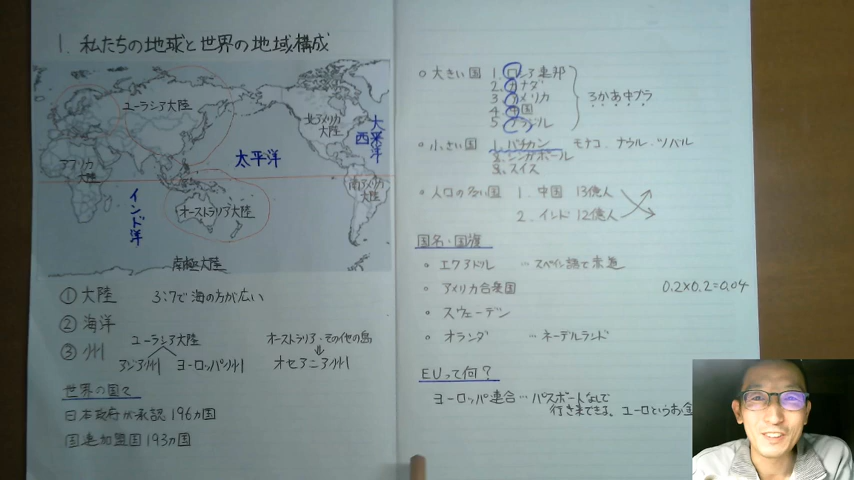 1. 私たちの地球と世界の地域構成
ユーラシア大陸
北アメリカ大陸
大西洋
太平洋
アフリカ大陸
インド洋
オーストラリア大陸
南アメリカ大陸
南極大陸
① 大陸 3:7で海の方が広い
② 海洋
③ 州
ユーラシア大陸
アジア州 ヨーロッパ州
オーストラリア・その他の島
オセアニア州
世界の国々
日本政府が承認 196ヵ国
国連加盟国 193ヵ国
○ 大きい国 1. ロシア連邦
2. カナダ
3. アメリカ
4. 中国
5. ブラジル
ろかあ中ブラ
○ 小さい国 1. バチカン モナコ.ナウル.ツバル
2. シンガポール
3. スイス
○ 人口の多い国 1. 中国 13億人
2. インド 12億人
国名・国旗
○ エクアドル …スペイン語で赤道
○ アメリカ合衆国 0.2×0.2=0.04
○ スウェーデン
○ オランダ …ネーデルランド
EUって何?
ヨーロッパ連合…パスポートなしで
行き来できる。ユーロというお金